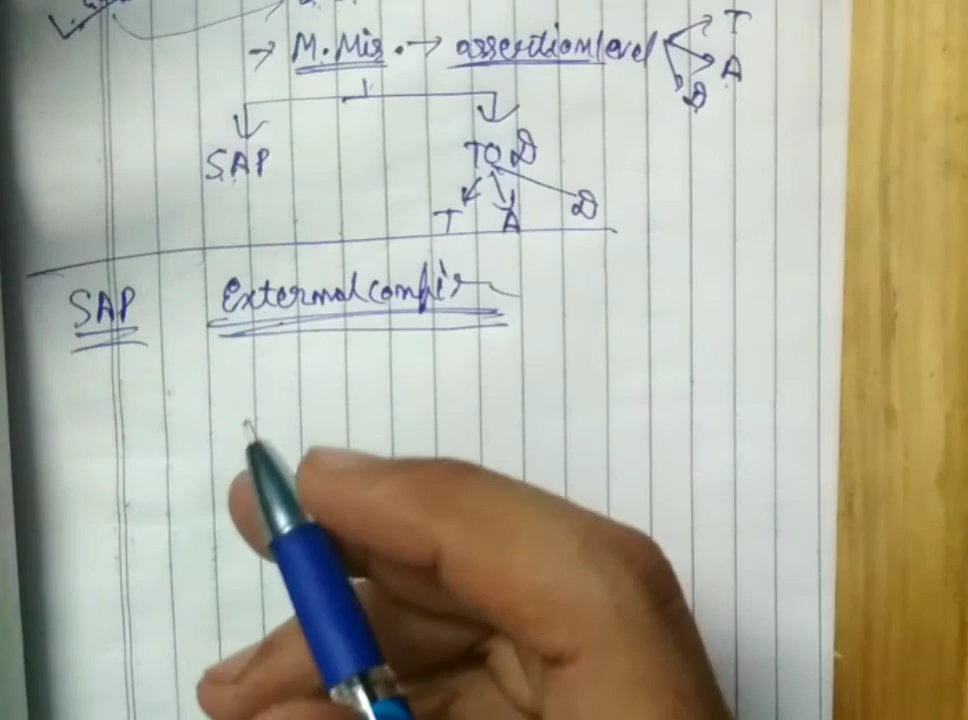 → M.Mis. → assertion level T
A
D
SAP TOD
T A D
SAP External confir